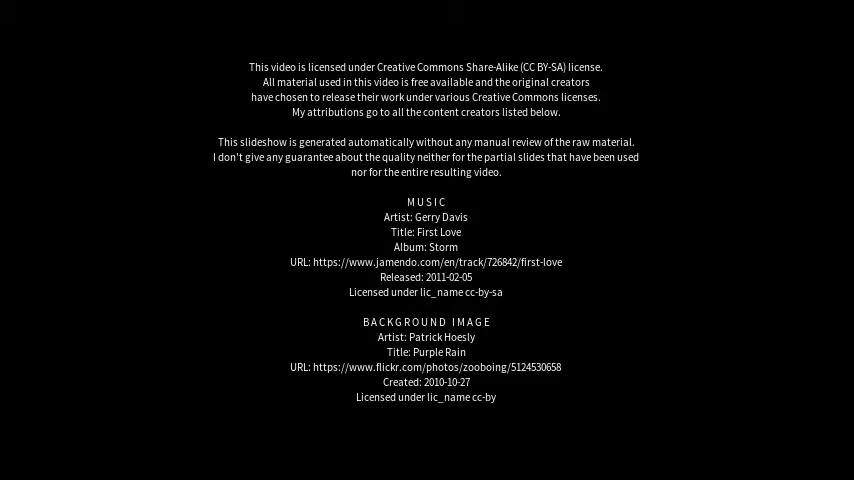 This video is licensed under Creative Commons Share-Alike (CC BY-SA) license.
All material used in this video is free available and the original creators
have chosen to release their work under various Creative Commons licenses.
My attributions go to all the content creators listed below.
This slideshow is generated automatically without any manual review of the raw material.
I don't give any guarantee about the quality neither for the partial slides that have been used
nor for the entire resulting video.
MUSIC
Artist: Gerry Davis
Title: First Love
Album: Storm
URL: https://www.jamendo.com/en/track/726842/first-love
Released: 2011-02-05
Licensed under lic_name cc-by-sa
BACKGROUND IMAGE
Artist: Patrick Hoesly
Title: Purple Rain
URL: https://www.flickr.com/photos/zooboing/5124530658
Created: 2010-10-27
Licensed under lic_name cc-by